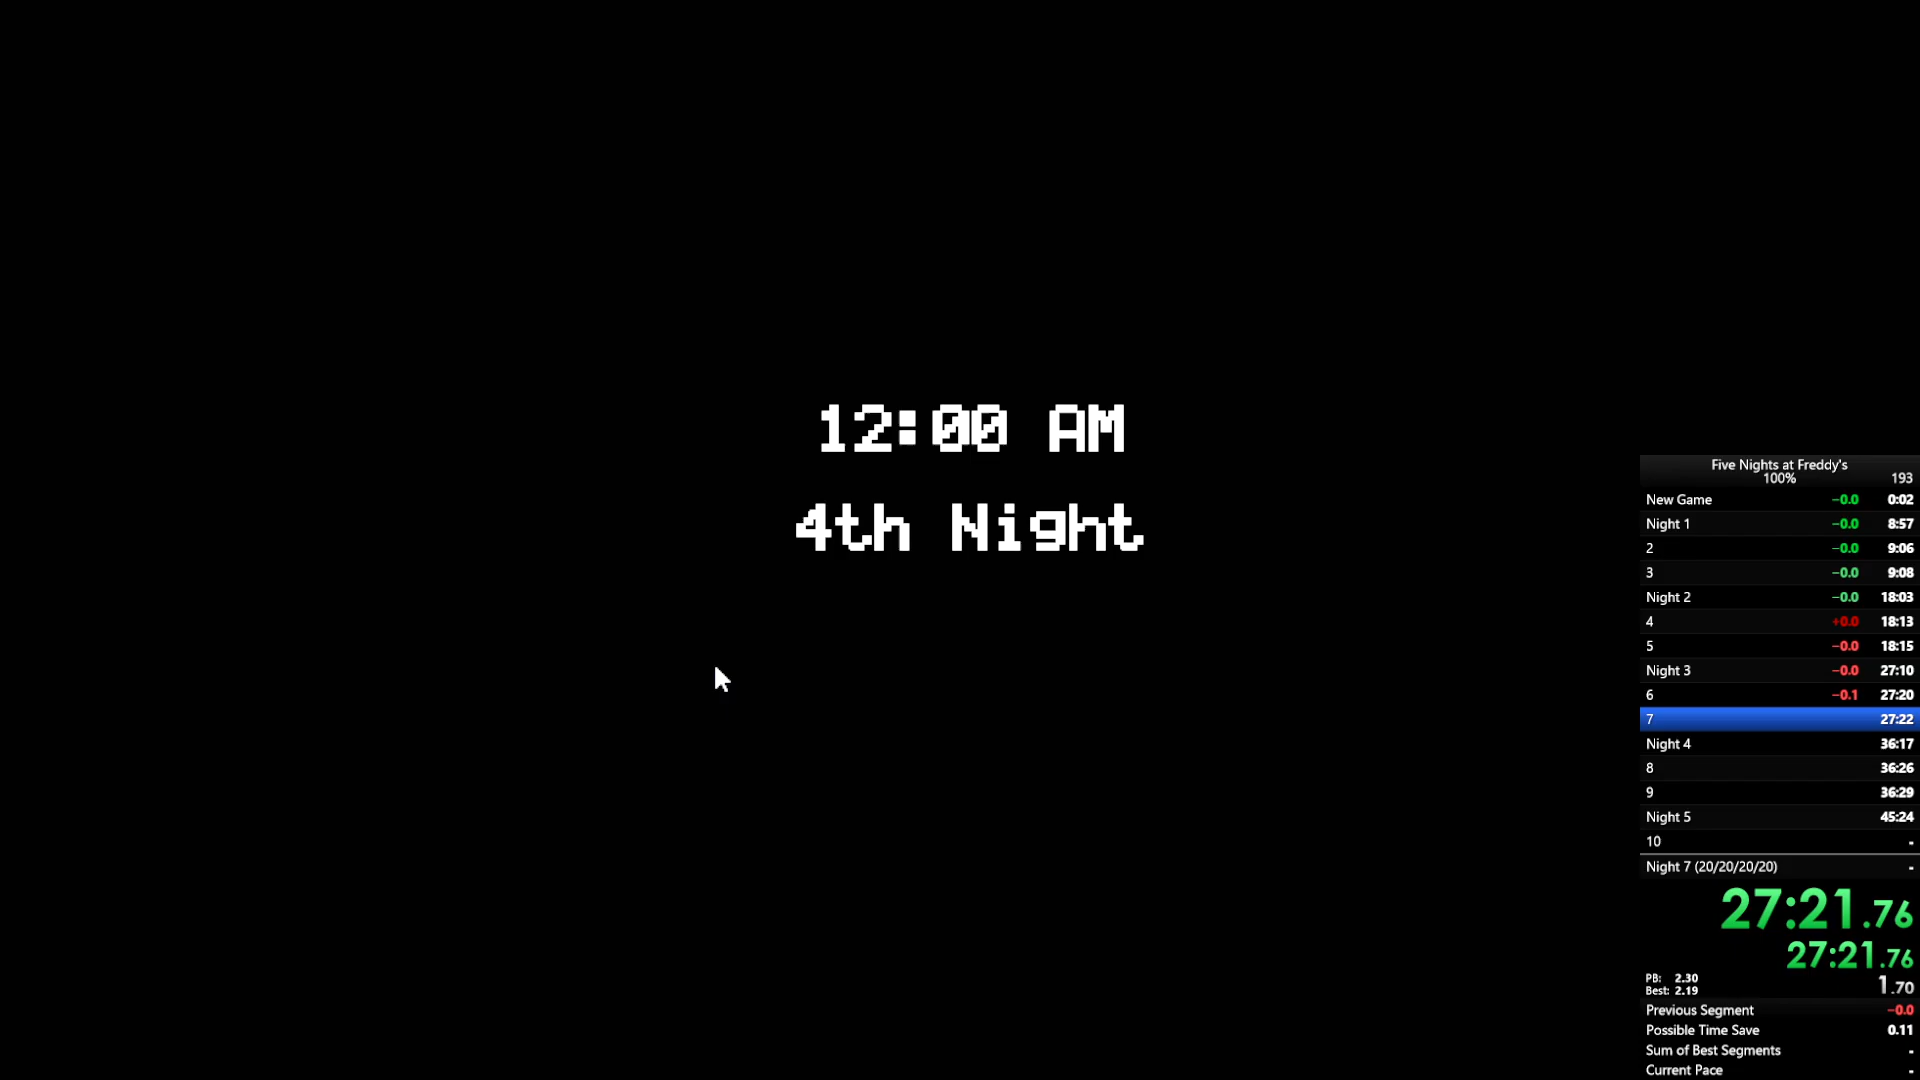 12:00 AM
4th Night
Five Nights at Freddy's
100% 193
New Game −0.0 0:02
Night 1 −0.0 8:57
2 −0.0 9:06
3 −0.0 9:08
Night 2 −0.0 18:03
4 +0.0 18:13
5 −0.0 18:15
Night 3 −0.0 27:10
6 −0.1 27:20
7 27:22
Night 4 36:17
8 36:26
9 36:29
Night 5 45:24
10 -
Night 7 (20/20/20/20) -
27:21.76
27:21.76
PB: 2.30
Best: 2.19 1.70
Previous Segment −0.0
Possible Time Save 0.11
Sum of Best Segments -
Current Pace -